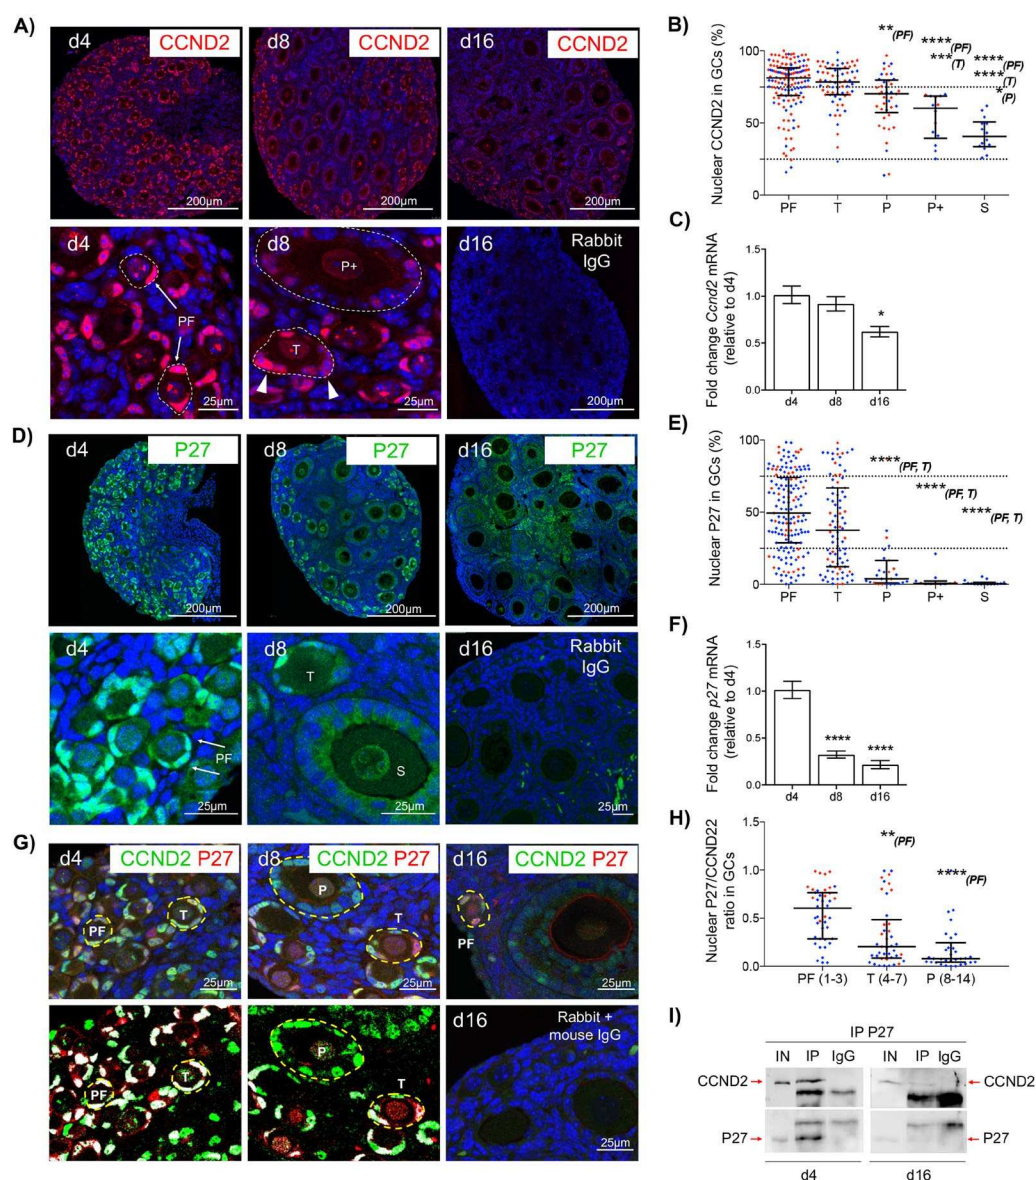 A)
d4
CCND2
d8
CCND2
d16
CCND2
200µm
200µm
200µm
d4
PF
25µm
d8
P+
T
25µm
d16
Rabbit
IgG
200µm
B)
Nuclear CCND2 in GCs (%)
100
50
0
**(PF)
****(PF)
***(T)
****(PF)
****(T)
*(P)
PF T P P+ S
C)
Fold change Ccnd2 mRNA
(relative to d4)
1.5
1.0
0.5
0.0
*
d4 d8 d16
D)
d4
P27
d8
P27
d16
P27
200µm
200µm
200µm
d4
PF
25µm
d8
T
S
25µm
d16
Rabbit
IgG
25µm
E)
Nuclear P27 in GCs (%)
100
50
0
****(PF, T)
****(PF, T)
****(PF, T)
PF T P P+ S
F)
Fold change p27 mRNA
(relative to d4)
1.5
1.0
0.5
0.0
****
****
d4 d8 d16
G)
d4
CCND2 P27
PF
T
25µm
d8
CCND2 P27
P
T
25µm
d16
CCND2 P27
PF
25µm
PF
T
P
T
d16
Rabbit +
mouse IgG
25µm
H)
Nuclear P27/CCND22
ratio in GCs
1.5
1.0
0.5
0.0
**(PF)
****(PF)
PF (1-3) T (4-7) P (8-14)
I)
IP P27
IN IP IgG
IN IP IgG
CCND2
CCND2
P27
P27
d4
d16